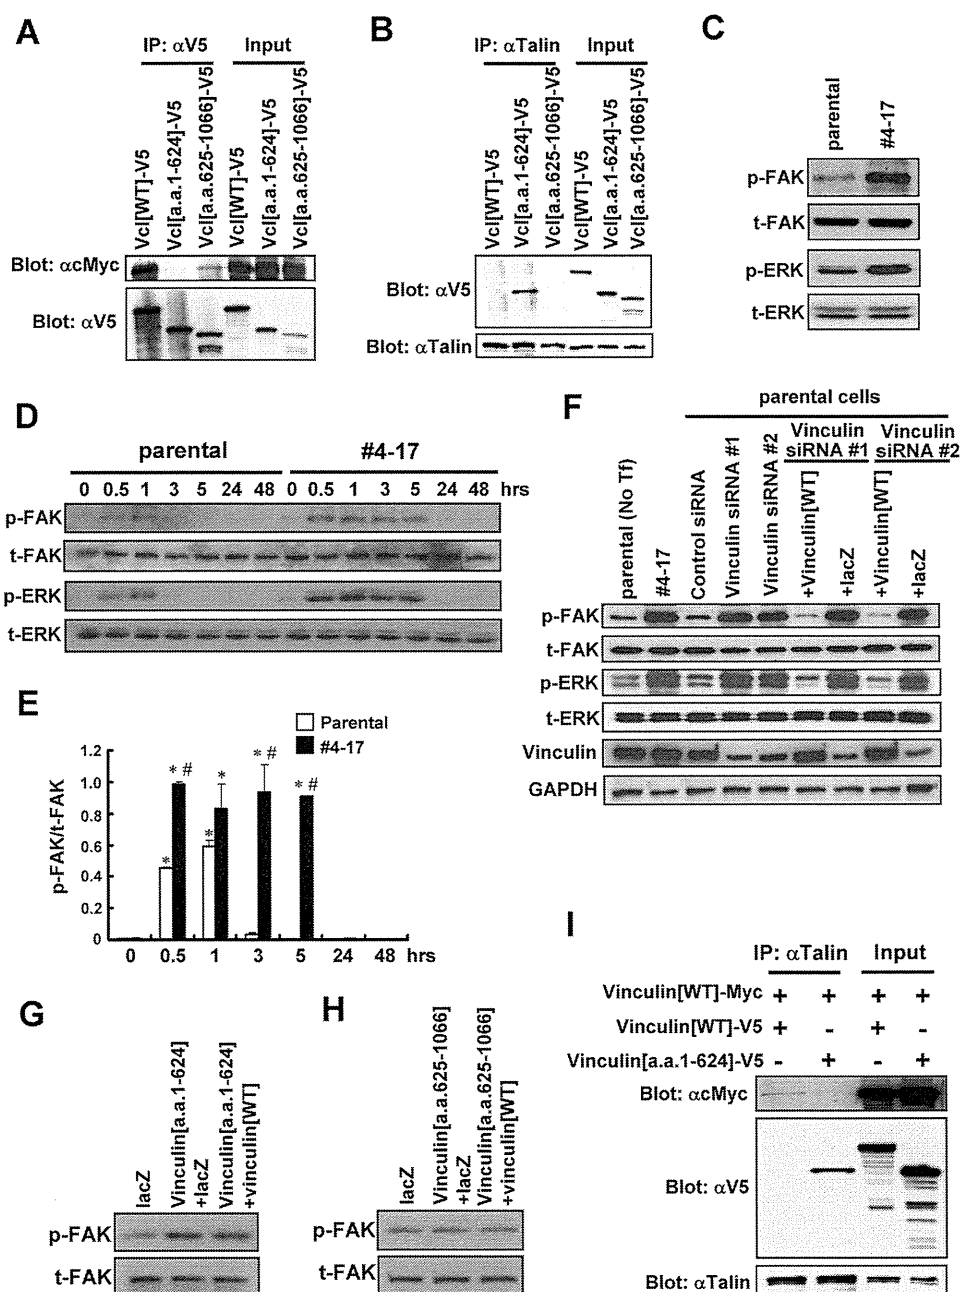 A
IP: αV5
Input
Vcl[WT]-V5
Vcl[a.a.1-624]-V5
Vcl[a.a.625-1066]-V5
Vcl[WT]-V5
Vcl[a.a.1-624]-V5
Vcl[a.a.625-1066]-V5
Blot: αcMyc
Blot: αV5
B
IP: αTalin
Input
Vcl[WT]-V5
Vcl[a.a.1-624]-V5
Vcl[a.a.625-1066]-V5
Vcl[WT]-V5
Vcl[a.a.1-624]-V5
Vcl[a.a.625-1066]-V5
Blot: αV5
Blot: αTalin
C
parental
#4-17
p-FAK
t-FAK
p-ERK
t-ERK
D
parental
#4-17
0 0.5 1 3 5 24 48 0 0.5 1 3 5 24 48 hrs
p-FAK
t-FAK
p-ERK
t-ERK
E
Parental
#4-17
p-FAK/t-FAK
1.2
1.0
0.8
0.6
0.4
0.2
0
* * * # * * # * #
0 0.5 1 3 5 24 48 hrs
F
parental cells
Vinculin siRNA #1
Vinculin siRNA #2
parental (No Tf)
#4-17
Control siRNA
Vinculin siRNA #1
Vinculin siRNA #2
+Vinculin[WT]
+lacZ
+Vinculin[WT]
+lacZ
p-FAK
t-FAK
p-ERK
t-ERK
Vinculin
GAPDH
G
lacZ
Vinculin[a.a.1-624]
+lacZ
Vinculin[a.a.1-624]
+vinculin[WT]
p-FAK
t-FAK
H
lacZ
Vinculin[a.a.625-1066]
+lacZ
Vinculin[a.a.625-1066]
+vinculin[WT]
p-FAK
t-FAK
I
IP: αTalin
Input
Vinculin[WT]-Myc + + + +
Vinculin[WT]-V5 + - + -
Vinculin[a.a.1-624]-V5 - + - +
Blot: αcMyc
Blot: αV5
Blot: αTalin